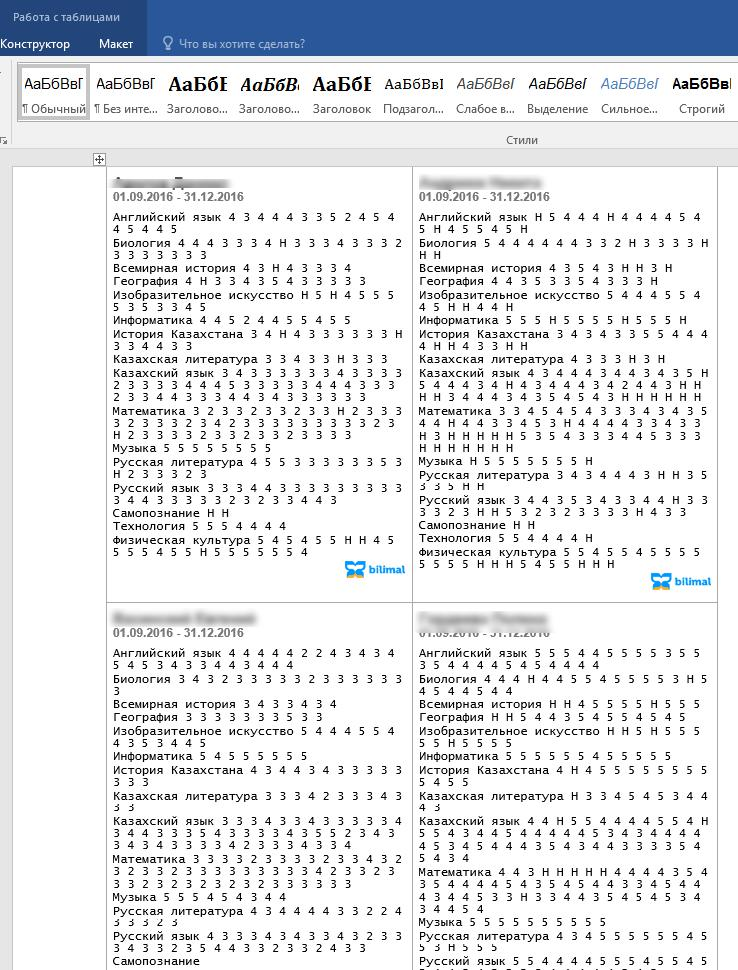 Работа с таблицами
Конструктор Макет Что вы хотите сделать?
АаБбВвГ АаБбВвГ АаБбІ АаБбВ АаБбІ АаБбВвІ АаБбВвІ АаБбВвІ АаБбВвІ АаБбВвІ
¶ Обычный ¶ Без инте... Заголово... Заголово... Заголовок Подзагол... Слабое в... Выделение Сильное... Строгий
Стили
01.09.2016 - 31.12.2016
Английский язык 4 3 4 4 4 3 3 5 2 4 5 4
4 5 4 4 5
Биология 4 4 4 3 3 3 4 Н 3 3 3 4 3 3 3 2
3 3 3 3 3 3 3
Всемирная история 4 3 Н 4 3 3 3 4
География 4 Н 3 3 4 3 5 4 3 3 3 3 3
Изобразительное искусство Н 5 Н 4 5 5 5
5 3 5 3 3 4 5
Информатика 4 4 5 2 4 4 5 5 4 5 5
История Казахстана 3 4 Н 4 3 3 3 3 3 3 Н
3 3 4 4 3 3
Казахская литература 3 3 4 3 3 Н 3 3 3
Казахский язык 3 4 3 3 3 3 3 3 3 4 3 3 3 3
2 3 3 3 3 4 4 4 5 3 3 3 3 3 3 4 4 4 3 3 3
2 3 3 4 4 3 3 3 4 4 3 4 3 3 3 3 3 3
Математика 3 2 3 3 2 3 3 2 3 3 Н 2 3 3 3
3 2 3 3 3 2 3 4 2 3 3 3 3 3 3 3 3 3 2 3
Н 2 3 3 3 3 2 3 3 2 3 3 2 3 3 3 3
Музыка 5 5 5 5 5 5 5 5
Русская литература 4 5 5 3 3 3 3 3 3 5 3
Н 2 3 3 3 2 3
Русский язык 3 3 3 4 4 3 3 3 3 3 3 3 3 3
3 4 4 3 3 3 3 3 3 2 3 2 3 3 4 4 3
Самопознание Н Н
Технология 5 5 5 4 4 4 4
Физическая культура 5 4 5 4 5 5 Н Н 4 5
5 5 5 4 5 5 Н 5 5 5 5 5 5 4
bilimal
01.09.2016 - 31.12.2016
Английский язык Н 5 4 4 4 Н 4 4 4 4 5 4
5 Н 4 5 5 4 5 Н
Биология 5 4 4 4 4 4 4 3 3 2 Н 3 3 3 3 Н
Н Н
Всемирная история 4 3 5 4 3 Н Н 3 Н
География 4 4 3 5 3 3 5 4 3 3 3 Н
Изобразительное искусство 5 4 4 4 5 5 4
4 5 Н Н 4 4 Н
Информатика 5 5 5 Н 5 5 5 5 Н 5 5 5 Н
История Казахстана 3 4 3 4 3 3 5 5 4 4 4
4 Н Н 4 3 3 Н Н
Казахская литература 4 3 3 3 Н 3 Н
Казахский язык 4 3 4 4 4 3 4 4 3 4 3 5 Н
5 4 4 4 3 4 Н 4 3 4 4 4 3 4 2 4 4 3 Н Н
Н Н 3 4 4 4 3 4 3 5 4 5 4 3 Н Н Н Н Н Н
Математика 3 3 4 5 4 5 4 3 3 3 4 3 4 3 5
4 4 Н 4 4 3 3 4 5 3 Н 4 4 4 4 3 3 4 3 3
Н 3 Н Н Н Н Н 5 3 5 4 3 3 3 4 4 5 3 3 3
Н Н Н Н Н Н Н Н Н
Музыка Н 5 5 5 5 5 5 5 Н
Русская литература 3 4 3 4 4 4 3 Н Н 3 5
3 3 5 Н Н
Русский язык 3 4 4 3 5 3 4 3 3 4 4 Н 3 3
3 3 2 3 Н Н 5 3 2 3 2 3 3 3 3 Н 4 3 3
Самопознание Н Н
Технология 5 5 4 4 4 4 Н
Физическая культура 5 5 4 5 5 4 5 5 5 5
5 5 5 5 Н Н Н 5 4 5 5 Н Н Н
bilimal
01.09.2016 - 31.12.2016
Английский язык 4 4 4 4 4 2 2 4 3 4 3 4
5 4 5 3 4 3 3 4 4 3 4 4 4
Биология 3 4 3 2 3 3 3 3 3 2 3 3 3 3 3 3
3
Всемирная история 3 4 3 3 4 3 4
География 3 3 3 3 3 3 3 5 3 3
Изобразительное искусство 5 4 4 4 5 5 4
4 3 5 3 4 4 5
Информатика 5 4 5 5 5 5 5 5
История Казахстана 4 3 4 4 3 4 3 3 3 3 3
3 3 3
Казахская литература 3 3 3 4 2 3 3 3 4 3
3 3
Казахский язык 3 3 3 4 3 3 4 3 3 3 3 3 4
3 4 4 3 3 3 5 4 3 3 3 3 4 3 5 5 2 3 4 3
3 4 3 4 3 3 3 3 4 2 3 3 3 3 4 3 3 4
Математика 3 3 3 3 2 3 3 3 3 2 3 3 4 3 2
3 2 3 3 2 3 3 3 3 3 3 3 3 3 4 2 3 3 2 3
3 3 2 3 2 3 2 3 2 3 2 3 3 3 3 3 3
Музыка 5 5 5 4 5 4 3 4 4
Русская литература 4 3 4 4 4 4 3 3 2 2 4
3 3 3 2 3
Русский язык 4 3 3 3 4 3 4 3 3 4 3 2 3 3
3 4 3 3 2 3 5 4 4 3 3 2 3 3 2 4 3 3
Самопознание
01.09.2016 - 31.12.2016
Английский язык 5 5 5 4 4 5 5 5 5 3 5 5
3 5 4 4 4 4 5 4 5 4 4 4 4
Биология 4 4 4 Н 4 4 5 5 4 5 5 5 5 3 Н 5
4 5 4 4 5 4 4
Всемирная история Н Н 4 5 5 5 5 Н 5 5 5
География Н Н 5 4 4 3 5 4 5 5 4 5 4 5
Изобразительное искусство Н Н 5 Н 5 5 5
5 5 Н 5 5 5 5
Информатика 5 5 5 5 5 5 4 5 5 5 5 5
История Казахстана 4 Н 4 5 5 5 5 5 5 5 5
5 4 5 5
Казахская литература Н 3 3 4 5 4 5 3 4 4
4 3
Казахский язык 4 4 Н 5 5 4 4 4 4 5 5 4 Н
5 5 4 3 4 4 5 4 4 4 4 4 5 3 4 3 4 4 4 4
4 5 3 4 5 4 4 4 5 3 4 4 3 4 4 3 3 3 5 4
5 4 3 4
Математика 4 4 3 Н Н Н Н Н 4 4 4 4 3 5 4
3 5 4 4 4 4 5 4 3 5 4 5 4 4 3 3 4 5 4 4
4 3 4 4 5 3 3 Н 3 4 4 3 5 4 4 5 4 5 4 4
3 4 4 5 4
Музыка 5 5 5 5 5 5 5 5 5 5
Русская литература 4 3 4 5 5 5 5 5 4 5 5
5 3 Н 5 5 5
Русский язык 5 5 4 4 4 4 5 5 4 5 5 4 5